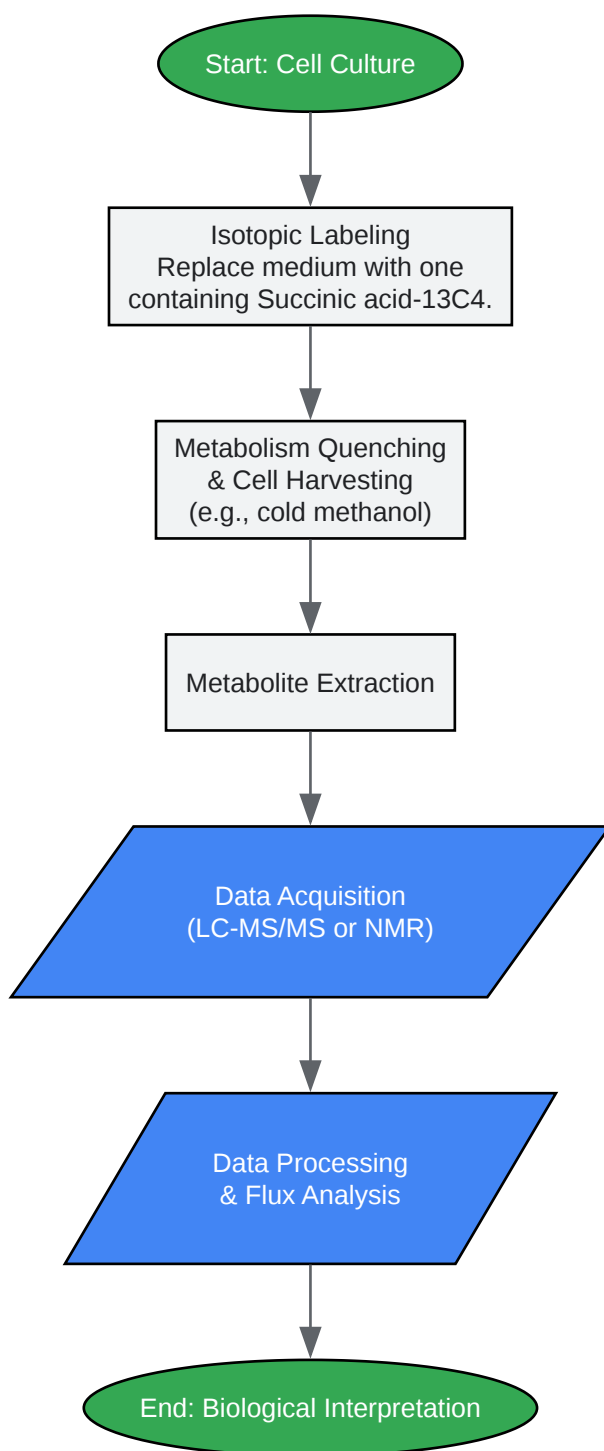 Start: Cell Culture
Isotopic Labeling
Replace medium with one
containing Succinic acid-13C4.
Metabolism Quenching
& Cell Harvesting
(e.g., cold methanol)
Metabolite Extraction
Data Acquisition
(LC-MS/MS or NMR)
Data Processing
& Flux Analysis
End: Biological Interpretation